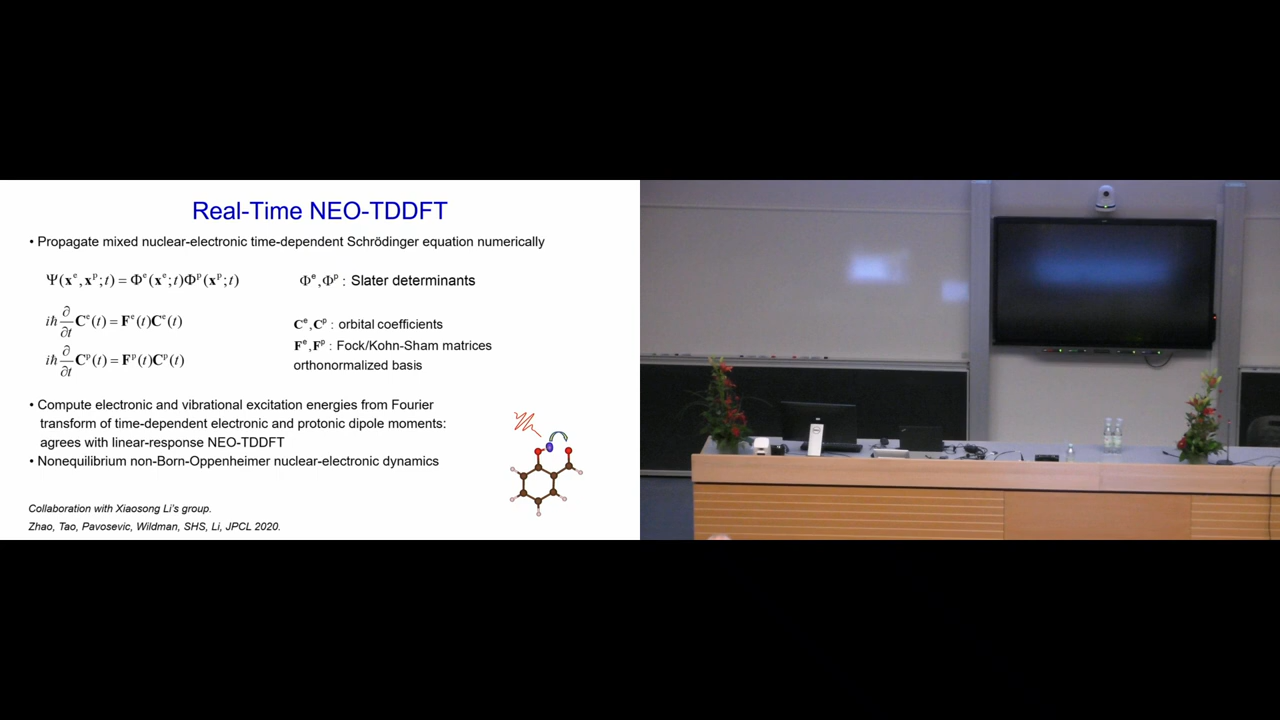 Real-Time NEO-TDDFT
• Propagate mixed nuclear-electronic time-dependent Schrödinger equation numerically
Ψ(xᵉ,xᵖ;t) = Φᵉ(xᵉ;t)Φᵖ(xᵖ;t)
Φᵉ,Φᵖ : Slater determinants
iħ ∂/∂t Cᵉ(t) = Fᵉ(t)Cᵉ(t)
iħ ∂/∂t Cᵖ(t) = Fᵖ(t)Cᵖ(t)
Cᵉ,Cᵖ : orbital coefficients
Fᵉ,Fᵖ : Fock/Kohn-Sham matrices
orthonormalized basis
• Compute electronic and vibrational excitation energies from Fourier
transform of time-dependent electronic and protonic dipole moments:
agrees with linear-response NEO-TDDFT
• Nonequilibrium non-Born-Oppenheimer nuclear-electronic dynamics
Collaboration with Xiaosong Li's group.
Zhao, Tao, Pavosevic, Wildman, SHS, Li, JPCL 2020.